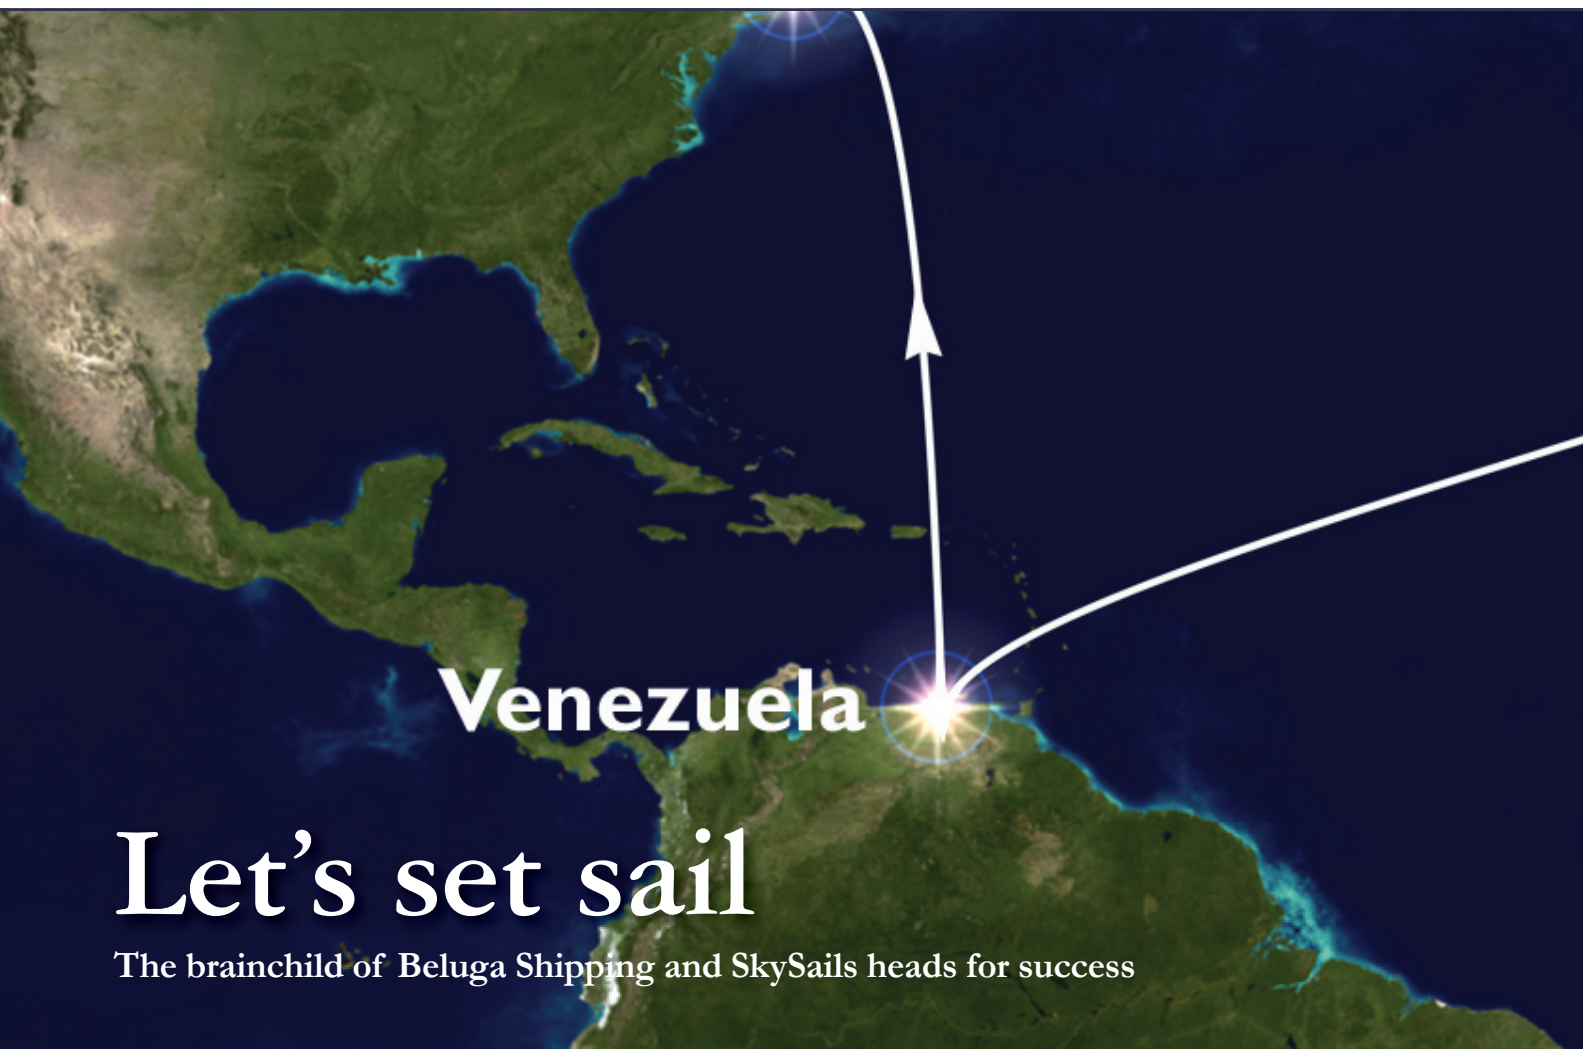 Venezuela
Let’s set sail
The brainchild of Beluga Shipping and SkySails heads for success